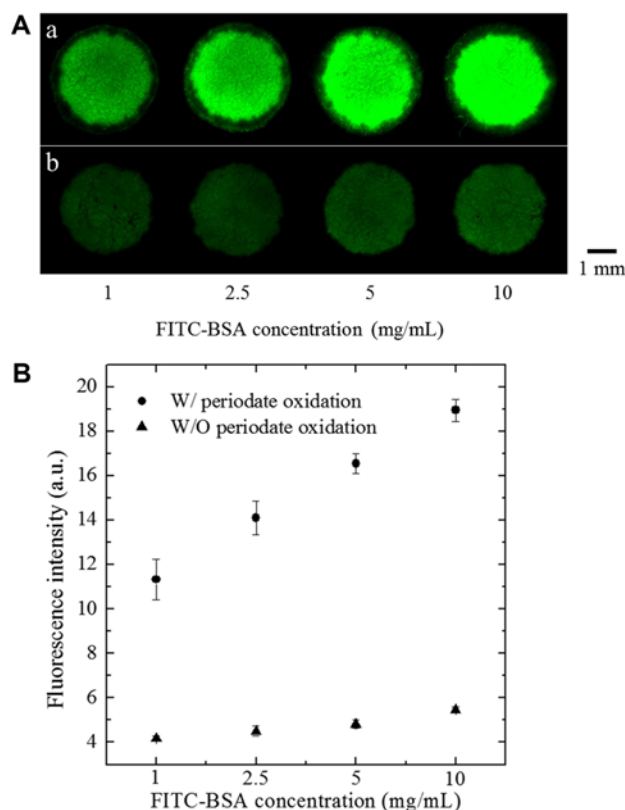 A
a
b
1 mm
1 2.5 5 10
FITC-BSA concentration (mg/mL)
B
20
18
16
14
12
10
8
6
4
Fluorescence intensity (a.u.)
W/ periodate oxidation
W/O periodate oxidation
1 2.5 5 10
FITC-BSA concentration (mg/mL)